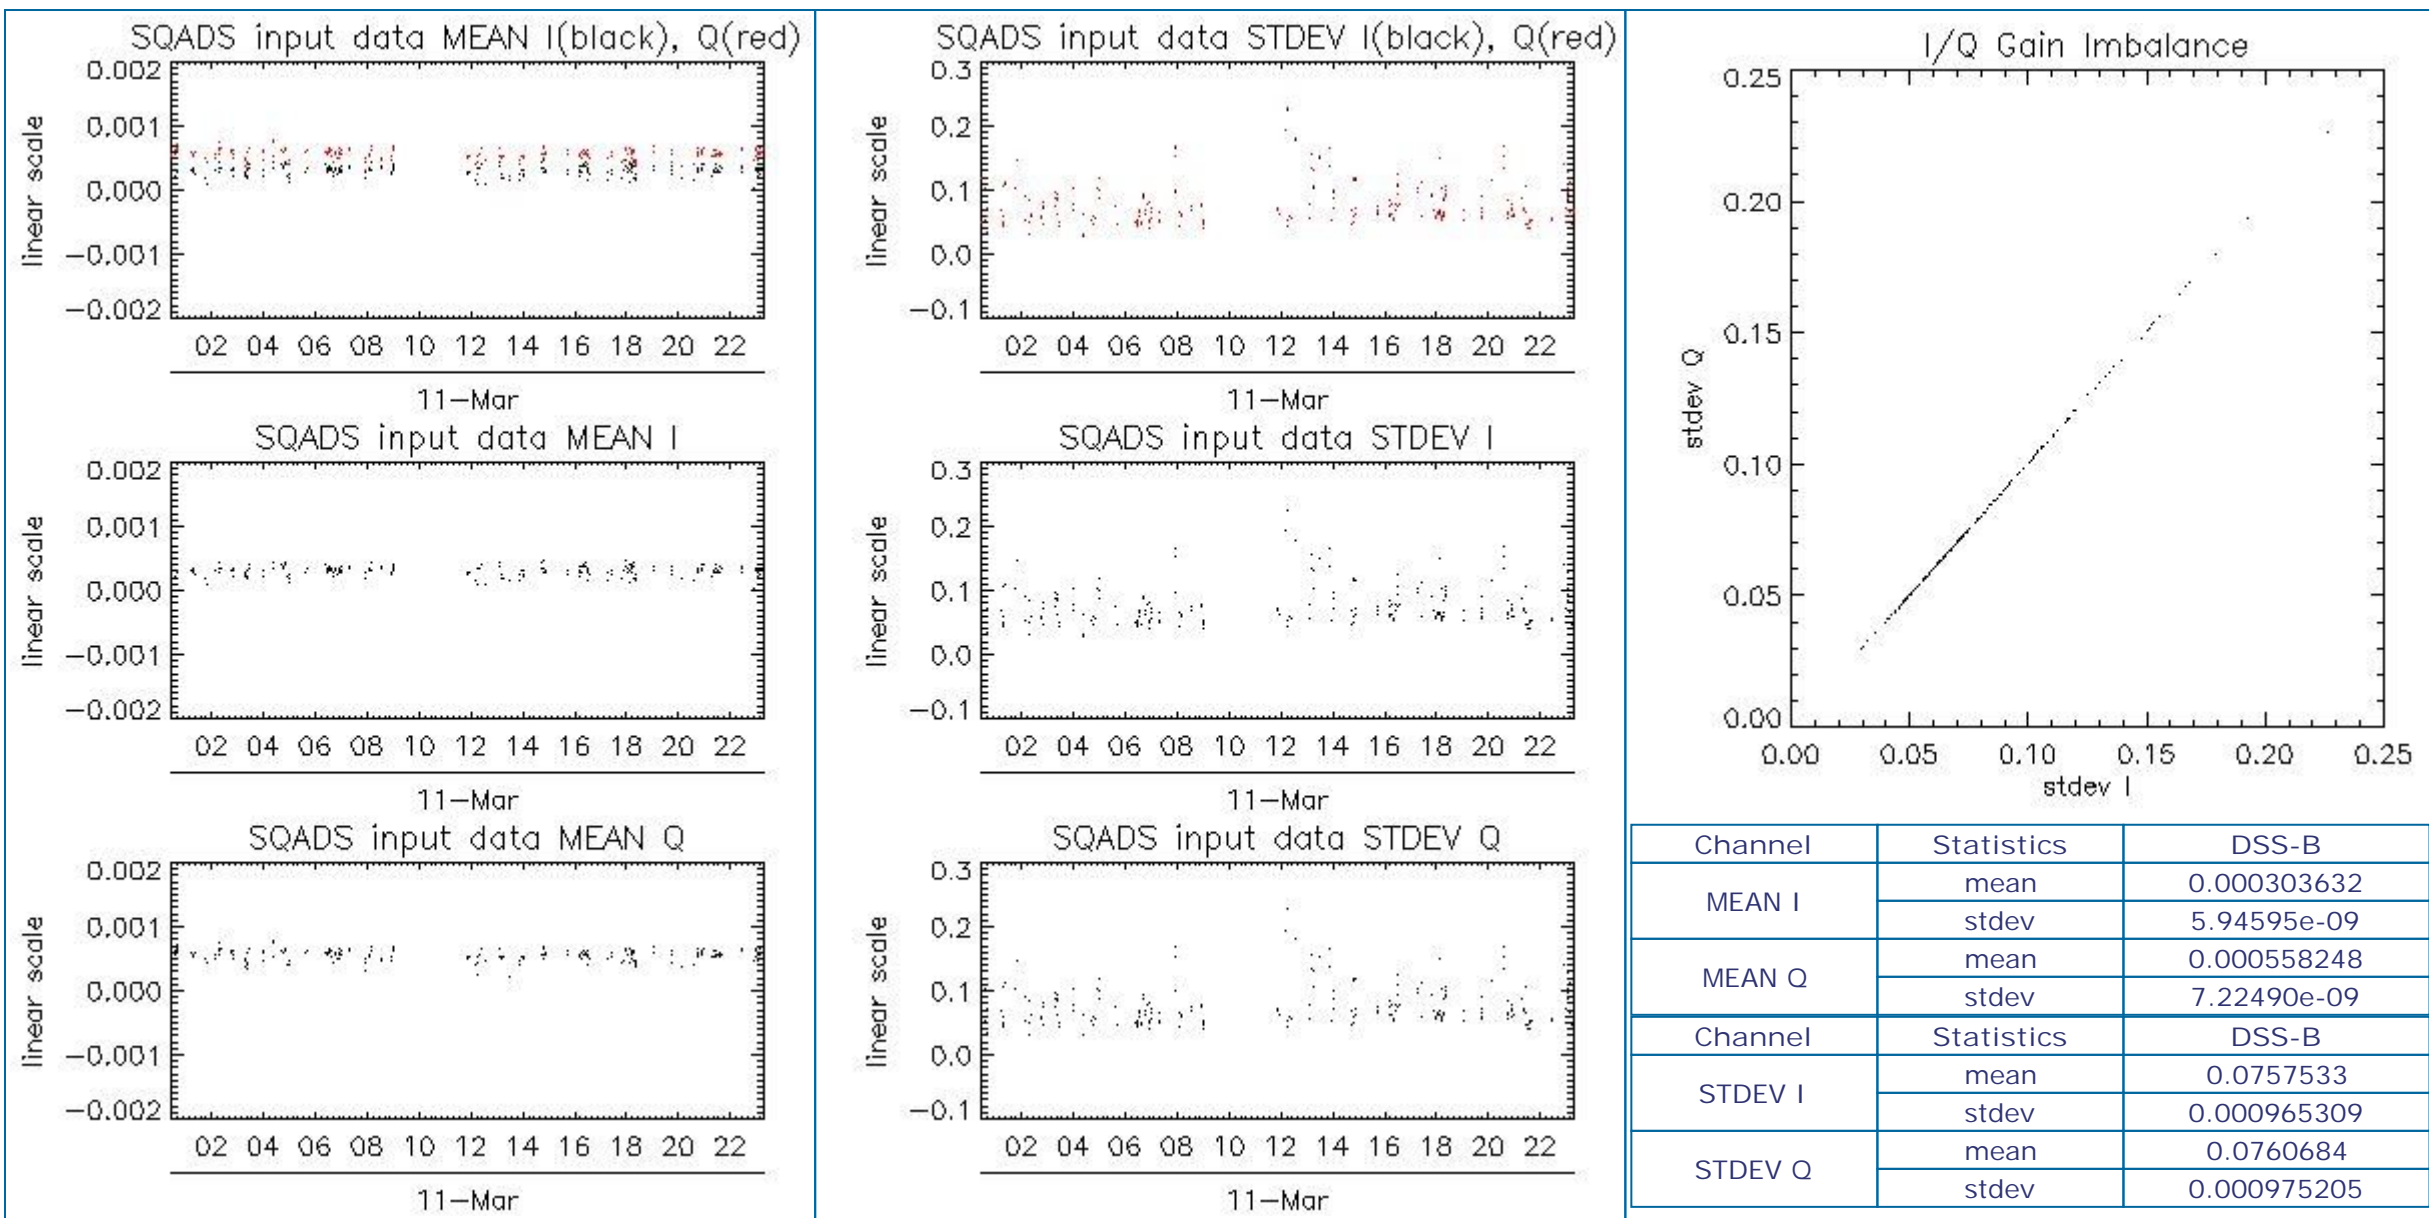 SQADS input data MEAN I(black), Q(red)
0.002
0.001
0.000
−0.001
−0.002
linear scale
02 04 06 08 10 12 14 16 18 20 22
11−Mar
SQADS input data MEAN I
0.002
0.001
0.000
−0.001
−0.002
linear scale
02 04 06 08 10 12 14 16 18 20 22
11−Mar
SQADS input data MEAN Q
0.002
0.001
0.000
−0.001
−0.002
linear scale
02 04 06 08 10 12 14 16 18 20 22
11−Mar
SQADS input data STDEV I(black), Q(red)
0.3
0.2
0.1
0.0
−0.1
linear scale
02 04 06 08 10 12 14 16 18 20 22
11−Mar
SQADS input data STDEV I
0.3
0.2
0.1
0.0
−0.1
linear scale
02 04 06 08 10 12 14 16 18 20 22
11−Mar
SQADS input data STDEV Q
0.3
0.2
0.1
0.0
−0.1
linear scale
02 04 06 08 10 12 14 16 18 20 22
11−Mar
I/Q Gain Imbalance
0.25
0.20
0.15
0.10
0.05
0.00
stdev Q
0.00 0.05 0.10 0.15 0.20 0.25
stdev I
Channel Statistics DSS-B
MEAN I mean 0.000303632
stdev 5.94595e-09
MEAN Q mean 0.000558248
stdev 7.22490e-09
Channel Statistics DSS-B
STDEV I mean 0.0757533
stdev 0.000965309
STDEV Q mean 0.0760684
stdev 0.000975205